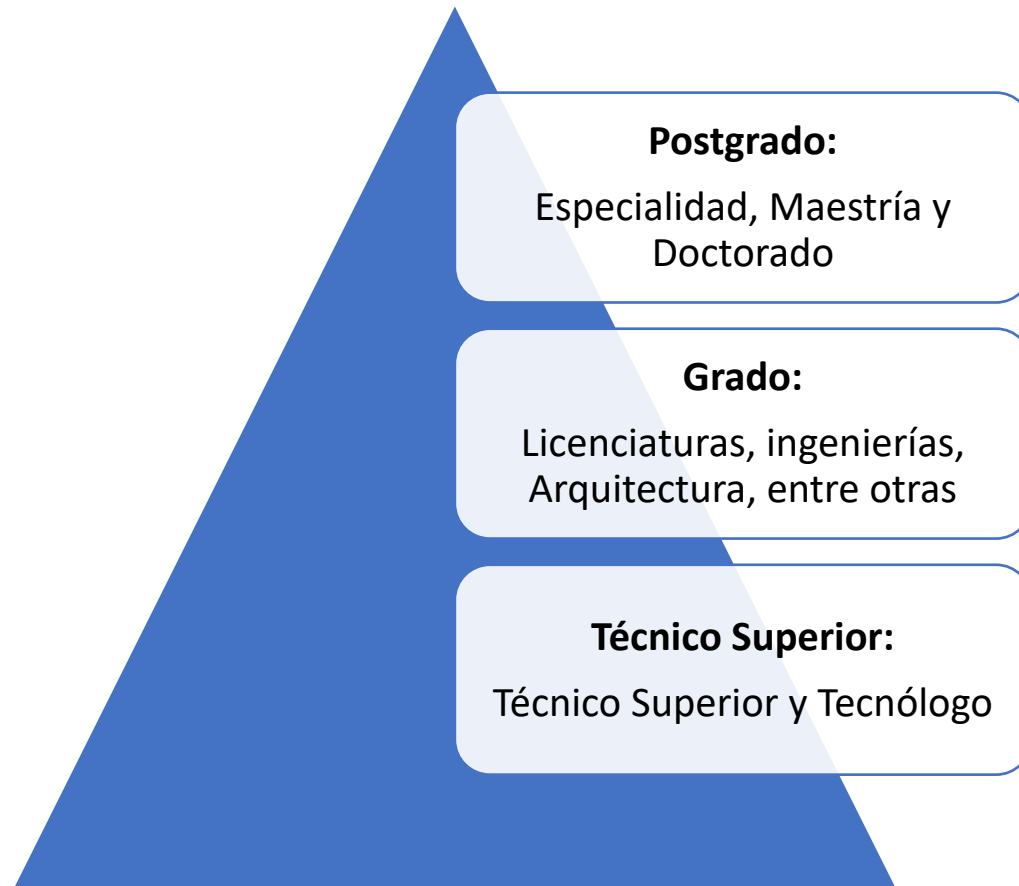 Postgrado:
Especialidad, Maestría y
Doctorado
Grado:
Licenciaturas, ingenierías,
Arquitectura, entre otras
Técnico Superior:
Técnico Superior y Tecnólogo